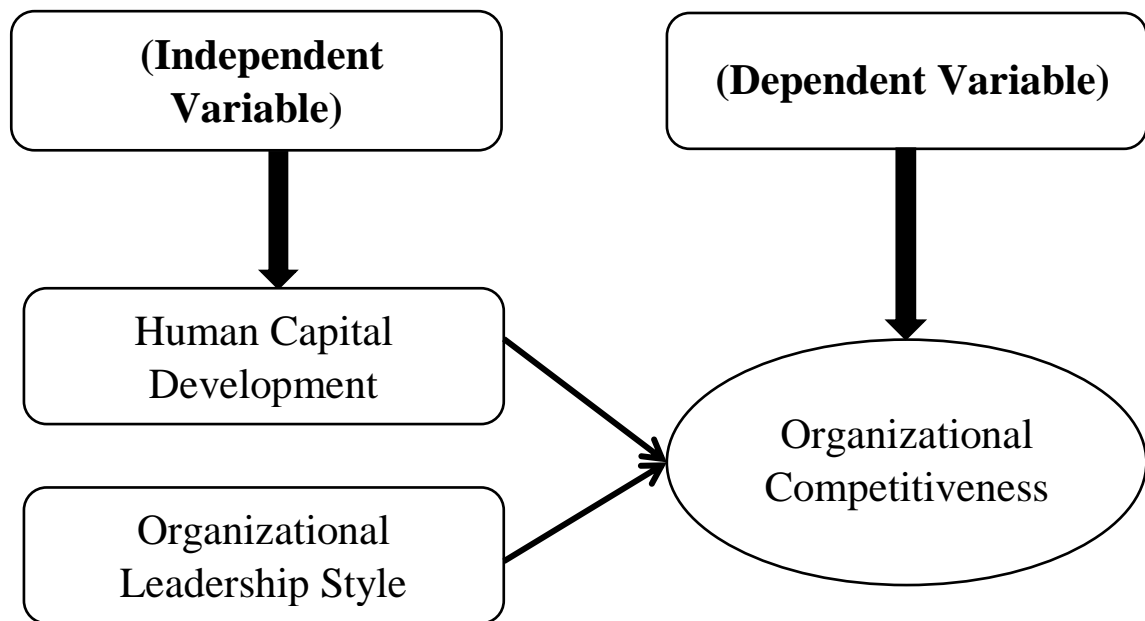 (Independent
Variable)
(Dependent Variable)
Human Capital
Development
Organizational
Competitiveness
Organizational
Leadership Style